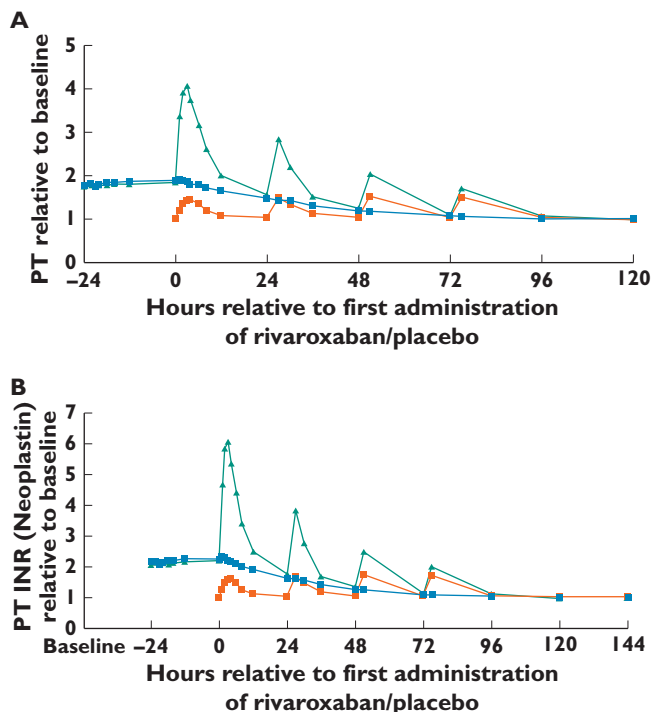 A
PT relative to baseline
5
4
3
2
1
0
−24 0 24 48 72 96 120
Hours relative to first administration
of rivaroxaban/placebo
B
PT INR (Neoplastin)
relative to baseline
7
6
5
4
3
2
1
0
Baseline −24 0 24 48 72 96 120 144
Hours relative to first administration
of rivaroxaban/placebo